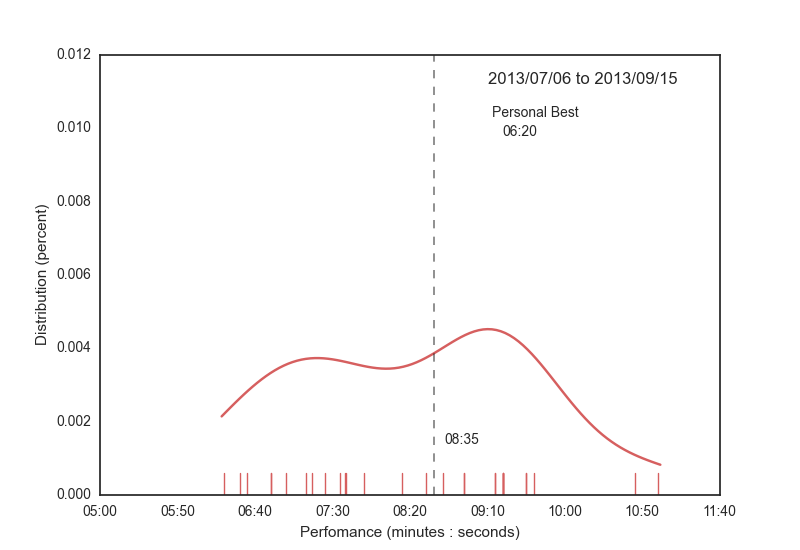 0.012
2013/07/06 to 2013/09/15
Personal Best
06:20
0.010
0.008
0.006
0.004
0.002
0.000
Distribution (percent)
08:35
05:00 05:50 06:40 07:30 08:20 09:10 10:00 10:50 11:40
Perfomance (minutes : seconds)